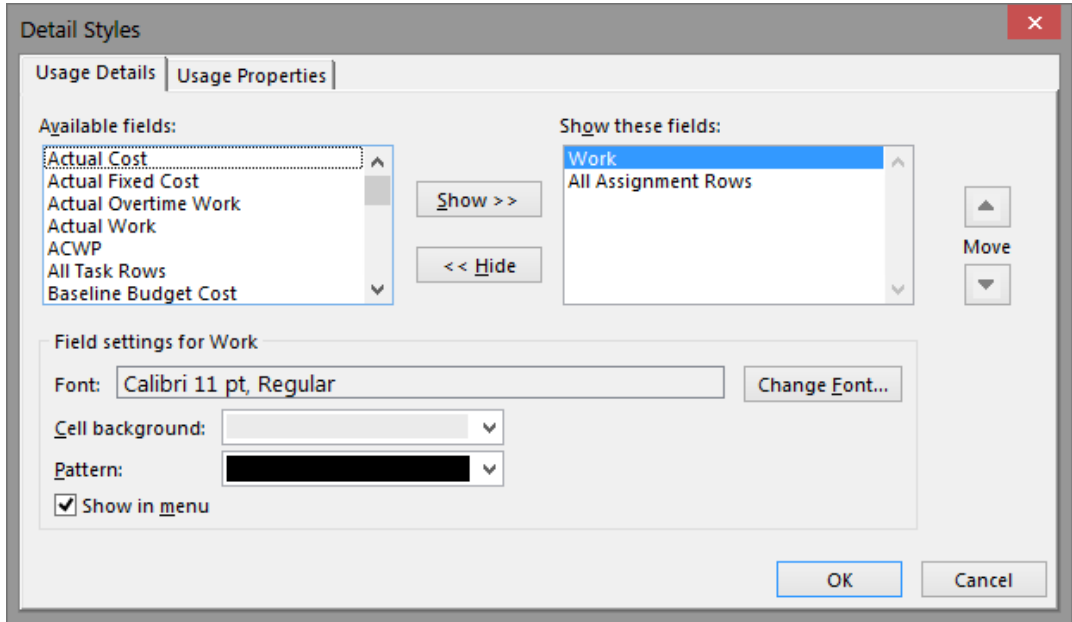 Detail Styles
Usage Details
Usage Properties
Available fields:
Actual Cost
Actual Fixed Cost
Actual Overtime Work
Actual Work
ACWP
All Task Rows
Baseline Budget Cost
Show >>
<< Hide
Show these fields:
Work
All Assignment Rows
Move
Field settings for Work
Font: Calibri 11 pt, Regular
Change Font...
Cell background:
Pattern:
Show in menu
OK
Cancel